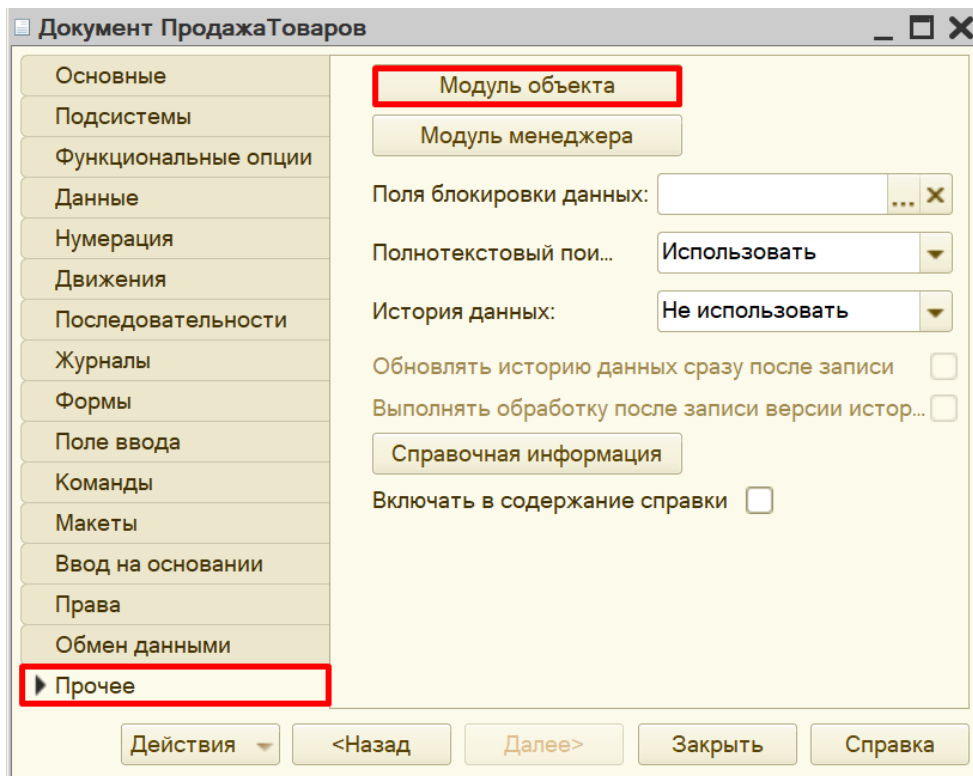 Документ ПродажаТоваров
Основные
Подсистемы
Функциональные опции
Данные
Нумерация
Движения
Последовательности
Журналы
Формы
Поле ввода
Команды
Макеты
Ввод на основании
Права
Обмен данными
Прочее
Модуль объекта
Модуль менеджера
Поля блокировки данных:
Полнотекстовый пои... Использовать
История данных: Не использовать
Обновлять историю данных сразу после записи
Выполнять обработку после записи версии истор...
Справочная информация
Включать в содержание справки
Действия <Назад Далее> Закрыть Справка